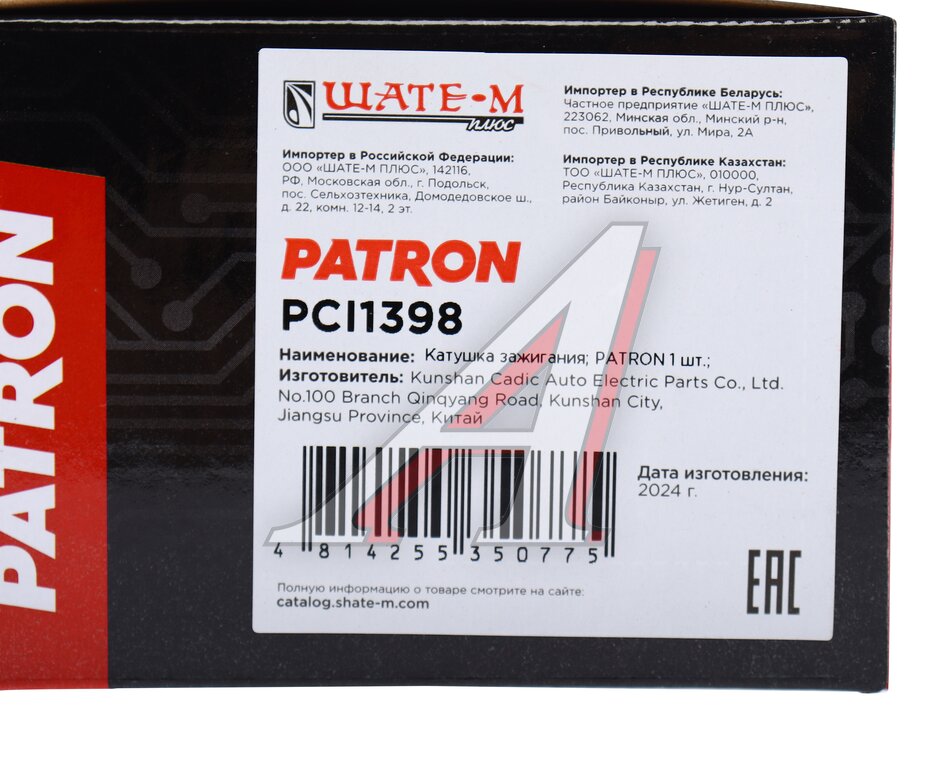 PATRON
ШАТЕ-М
плюс
Импортер в Российской Федерации:
ООО «ШАТЕ-М ПЛЮС», 142116,
РФ, Московская обл., г. Подольск,
пос. Сельхозтехника, Домодедовское ш.,
д. 22, комн. 12-14, 2 эт.
Импортер в Республике Беларусь:
Частное предприятие «ШАТЕ-М ПЛЮС»,
223062, Минская обл., Минский р-н,
пос. Привольный, ул. Мира, 2А
Импортер в Республике Казахстан:
ТОО «ШАТЕ-М ПЛЮС», 010000,
Республика Казахстан, г. Нур-Султан,
район Байконыр, ул. Жетиген, д. 2
PATRON
PCI1398
Наименование: Катушка зажигания; PATRON 1 шт.;
Изготовитель: Kunshan Cadic Auto Electric Parts Co., Ltd.
No.100 Branch Qinqyang Road, Kunshan City,
Jiangsu Province, Китай
4 814255 350775
Дата изготовления:
2024 г.
EAC
Полную информацию о товаре смотрите на сайте:
catalog.shate-m.com